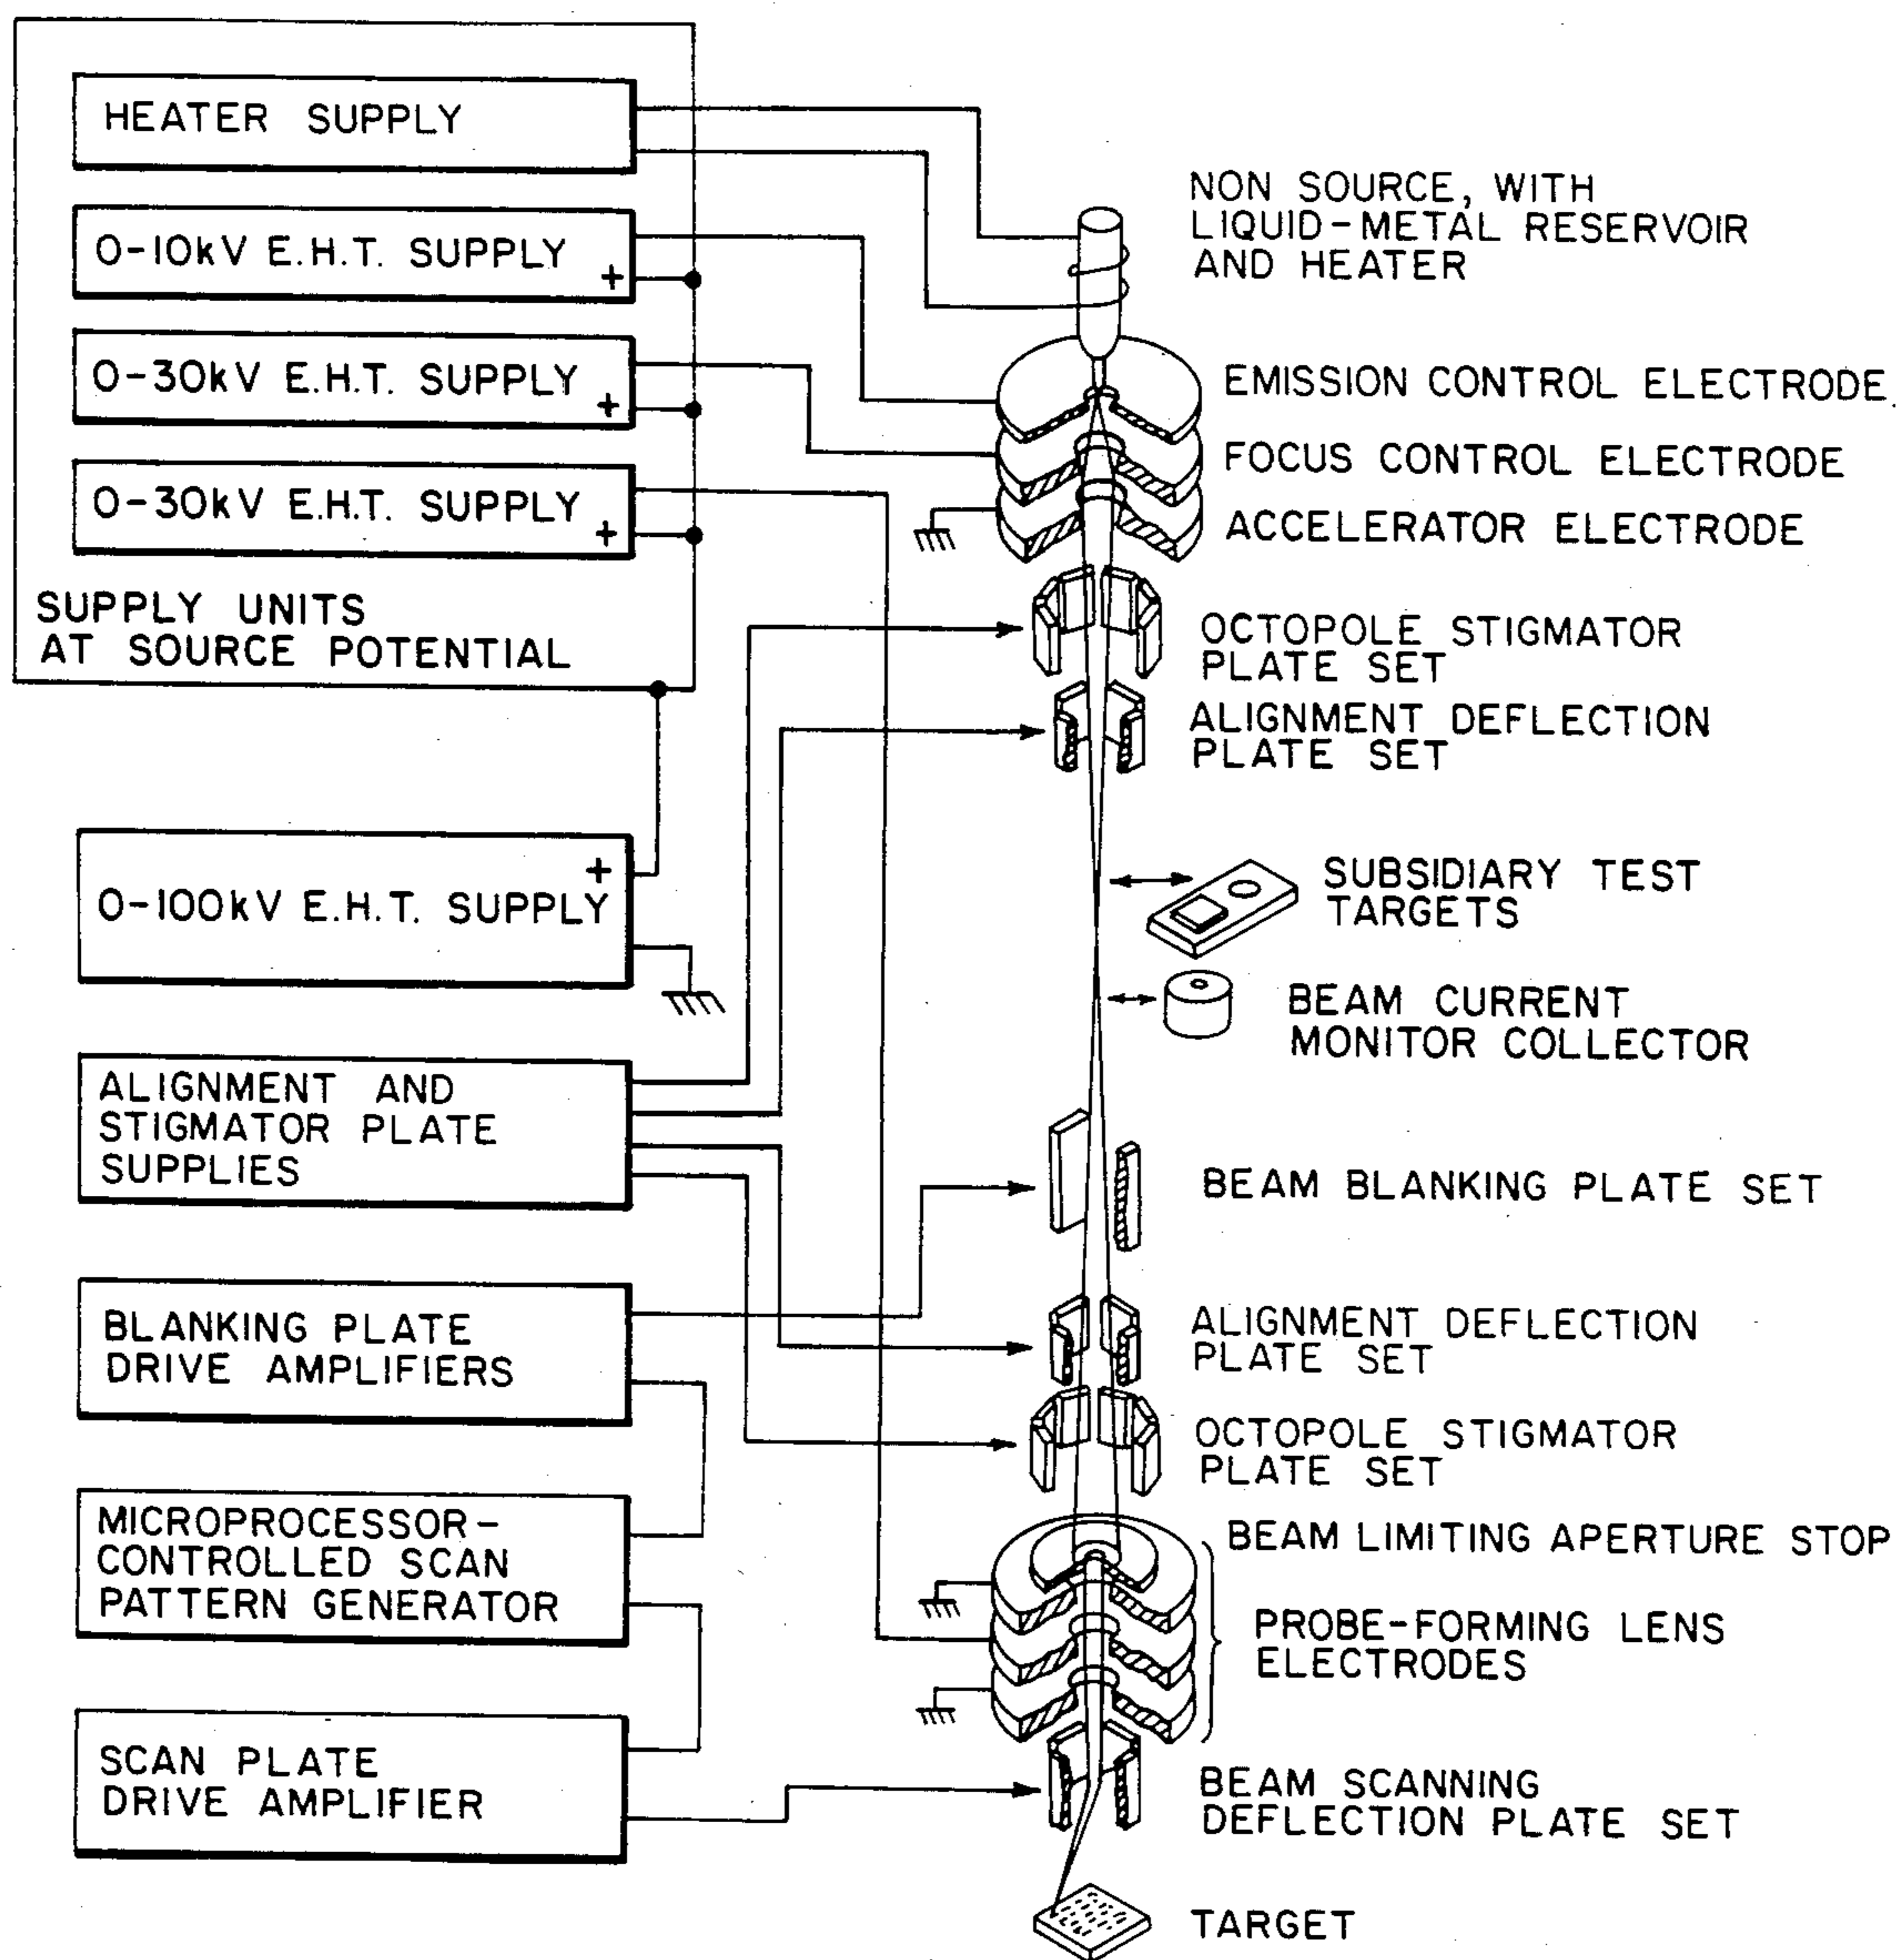 HEATER SUPPLY
0-10kV E.H.T. SUPPLY
+
0-30kV E.H.T. SUPPLY
+
0-30kV E.H.T. SUPPLY
+
SUPPLY UNITS
AT SOURCE POTENTIAL
+
0-100kV E.H.T. SUPPLY
ALIGNMENT AND
STIGMATOR PLATE
SUPPLIES
BLANKING PLATE
DRIVE AMPLIFIERS
MICROPROCESSOR-
CONTROLLED SCAN
PATTERN GENERATOR
SCAN PLATE
DRIVE AMPLIFIER
NON SOURCE, WITH
LIQUID-METAL RESERVOIR
AND HEATER
EMISSION CONTROL ELECTRODE.
FOCUS CONTROL ELECTRODE
ACCELERATOR ELECTRODE
OCTOPOLE STIGMATOR
PLATE SET
ALIGNMENT DEFLECTION
PLATE SET
SUBSIDIARY TEST
TARGETS
BEAM CURRENT
MONITOR COLLECTOR
BEAM BLANKING PLATE SET
ALIGNMENT DEFLECTION
PLATE SET
OCTOPOLE STIGMATOR
PLATE SET
BEAM LIMITING APERTURE STOP
PROBE-FORMING LENS
ELECTRODES
BEAM SCANNING
DEFLECTION PLATE SET
TARGET